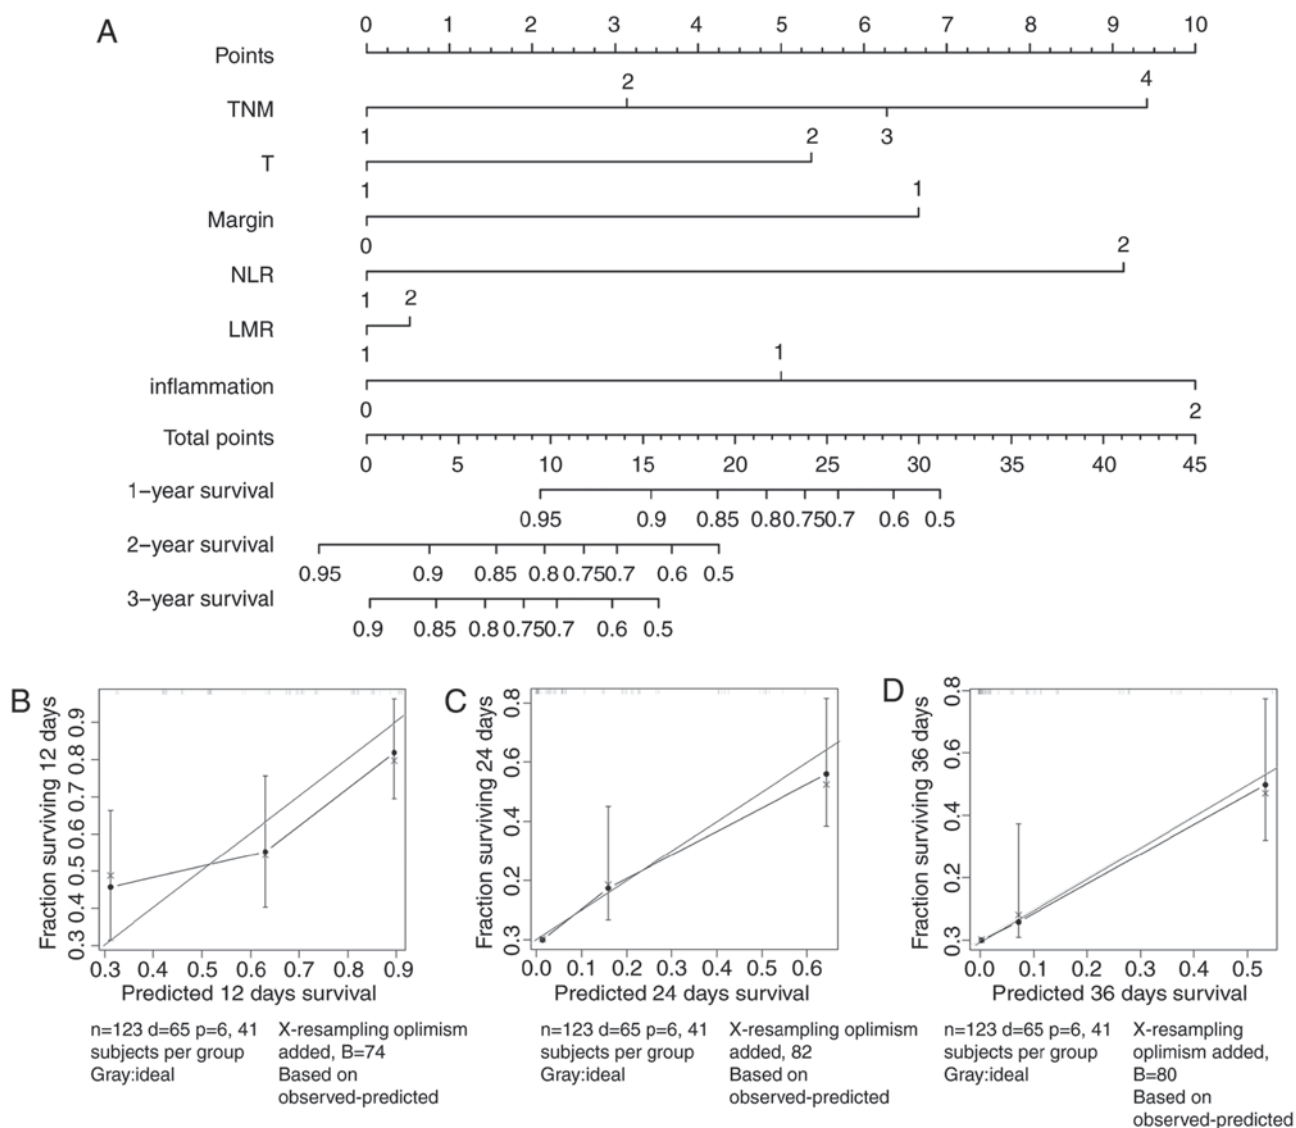 A
0 1 2 3 4 5 6 7 8 9 10
Points
2 4
TNM
1 2 3
T
1 1
Margin
0 2
NLR
1 2
LMR
1 1
inflammation
0 2
Total points
0 5 10 15 20 25 30 35 40 45
1–year survival
0.95 0.9 0.85 0.80 0.75 0.7 0.6 0.5
2–year survival
0.95 0.9 0.85 0.8 0.75 0.7 0.6 0.5
3–year survival
0.9 0.85 0.8 0.75 0.7 0.6 0.5
B
Fraction surviving 12 days
0.3 0.4 0.5 0.6 0.7 0.8 0.9
0.3 0.4 0.5 0.6 0.7 0.8 0.9
Predicted 12 days survival
n=123 d=65 p=6, 41
subjects per group
Gray:ideal
X-resampling oplimism
added, B=74
Based on
observed-predicted
C
Fraction surviving 24 days
0.3 0.2 0.4 0.6 0.8
0.0 0.1 0.2 0.3 0.4 0.5 0.6
Predicted 24 days survival
n=123 d=65 p=6, 41
subjects per group
Gray:ideal
X-resampling oplimism
added, 82
Based on
observed-predicted
D
Fraction surviving 36 days
0.3 0.2 0.4 0.6 0.8
0.0 0.1 0.2 0.3 0.4 0.5
Predicted 36 days survival
n=123 d=65 p=6, 41
subjects per group
Gray:ideal
X-resampling
oplimism added,
B=80
Based on
observed-predicted